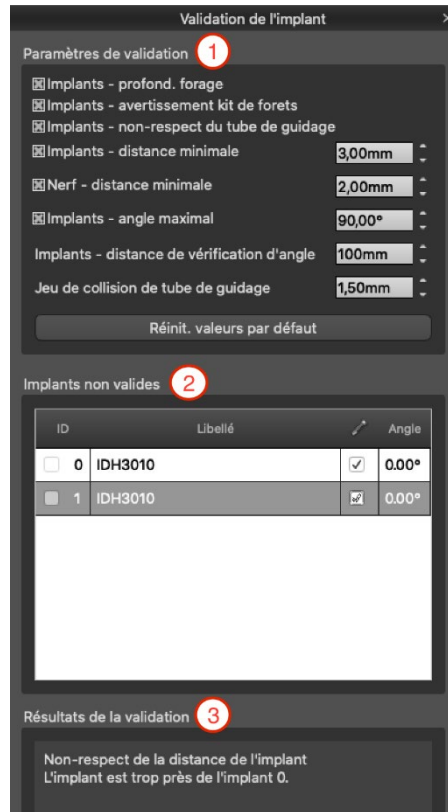 Validation de l'implant
Paramètres de validation 1
Implants - profond. forage
Implants - avertissement kit de forets
Implants - non-respect du tube de guidage
Implants - distance minimale 3,00mm
Nerf - distance minimale 2,00mm
Implants - angle maximal 90,00°
Implants - distance de vérification d'angle 100mm
Jeu de collision de tube de guidage 1,50mm
Réinit. valeurs par défaut
Implants non valides 2
ID Libellé Angle
0 IDH3010 0.00°
1 IDH3010 0.00°
Résultats de la validation 3
Non-respect de la distance de l'implant
L'implant est trop près de l'implant 0.